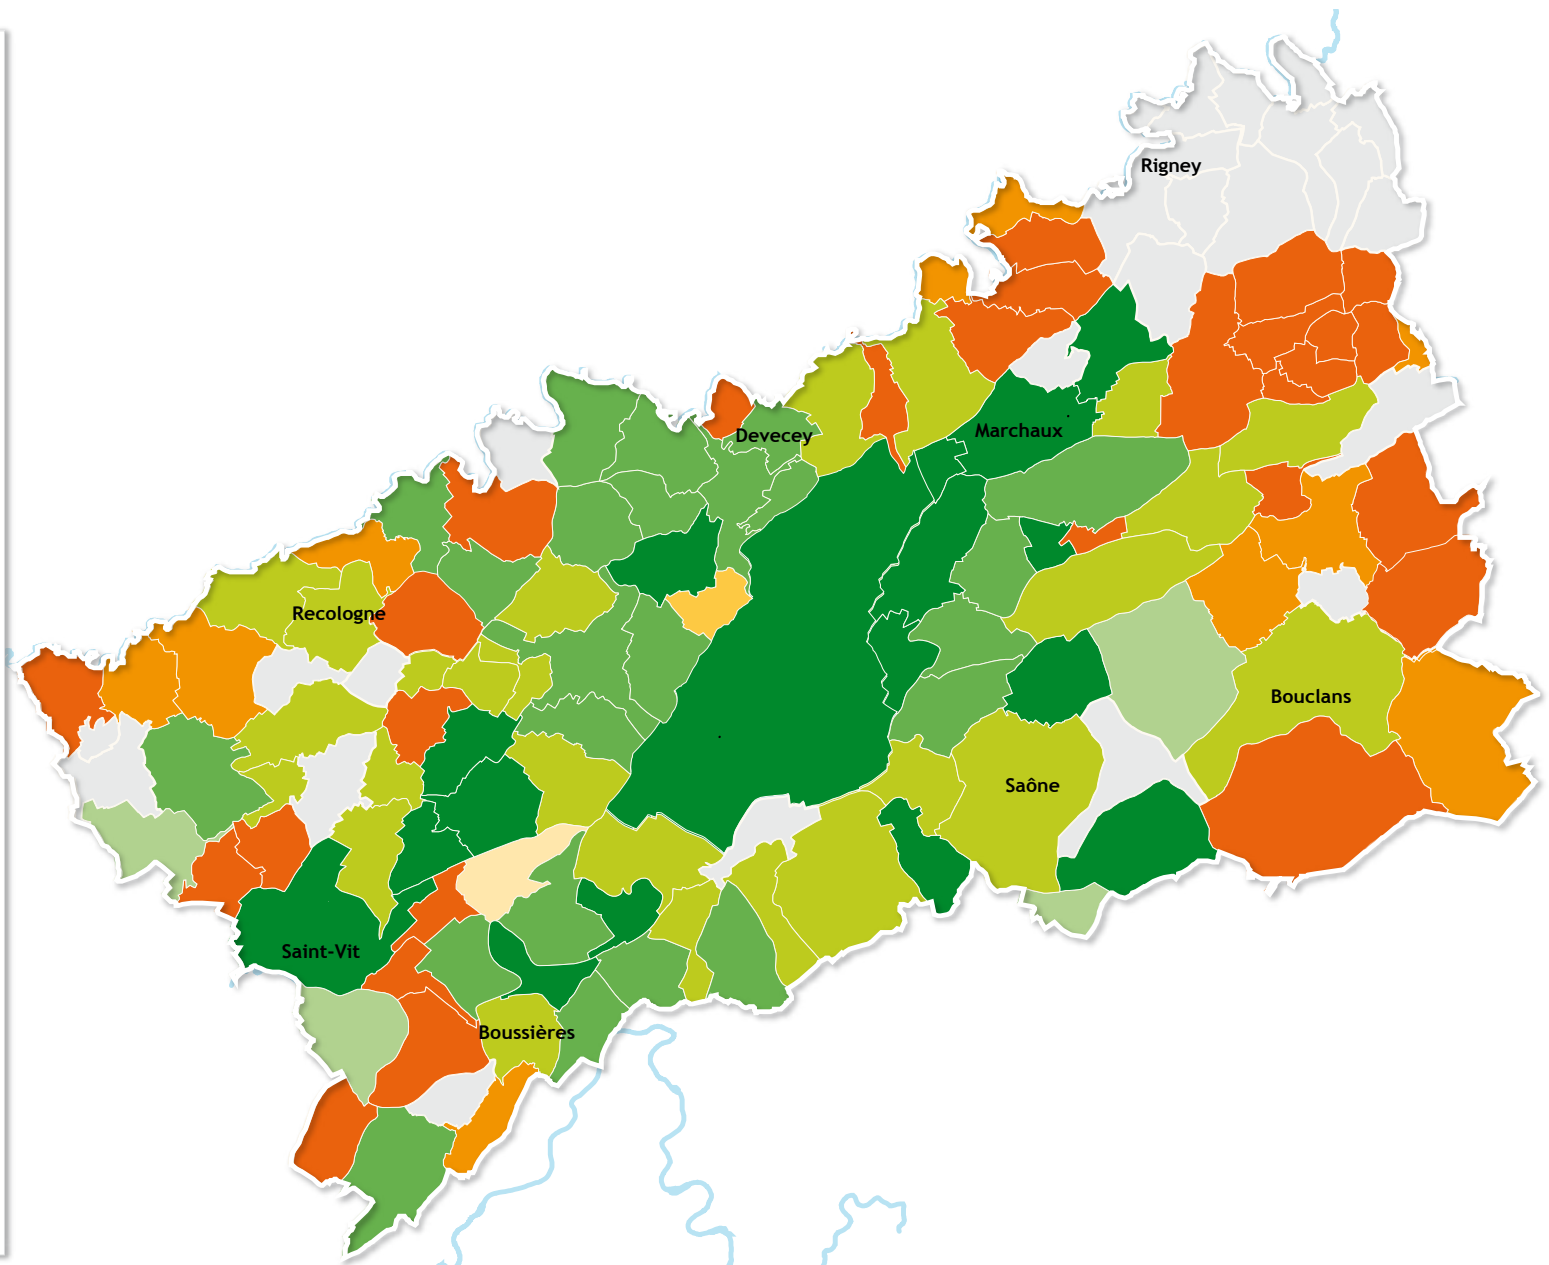 Rigney
Devecey
Marchaux
Recologne
Bouclans
Saône
Saint-Vit
Boussières